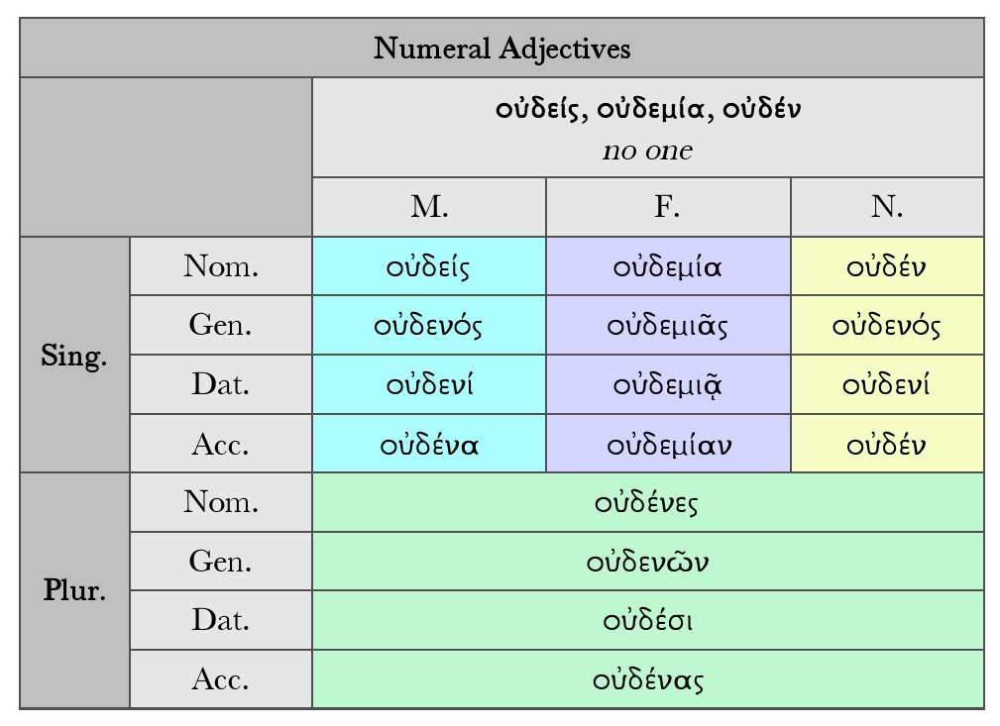 Numeral Adjectives
οὐδείς, οὐδεμία, οὐδέν
no one
M. F. N.
Sing.
Nom. οὐδείς οὐδεμία οὐδέν
Gen. οὐδενός οὐδεμιᾶς οὐδενός
Dat. οὐδενί οὐδεμιᾷ οὐδενί
Acc. οὐδένα οὐδεμίαν οὐδέν
Plur.
Nom. οὐδένες
Gen. οὐδενῶν
Dat. οὐδέσι
Acc. οὐδένας